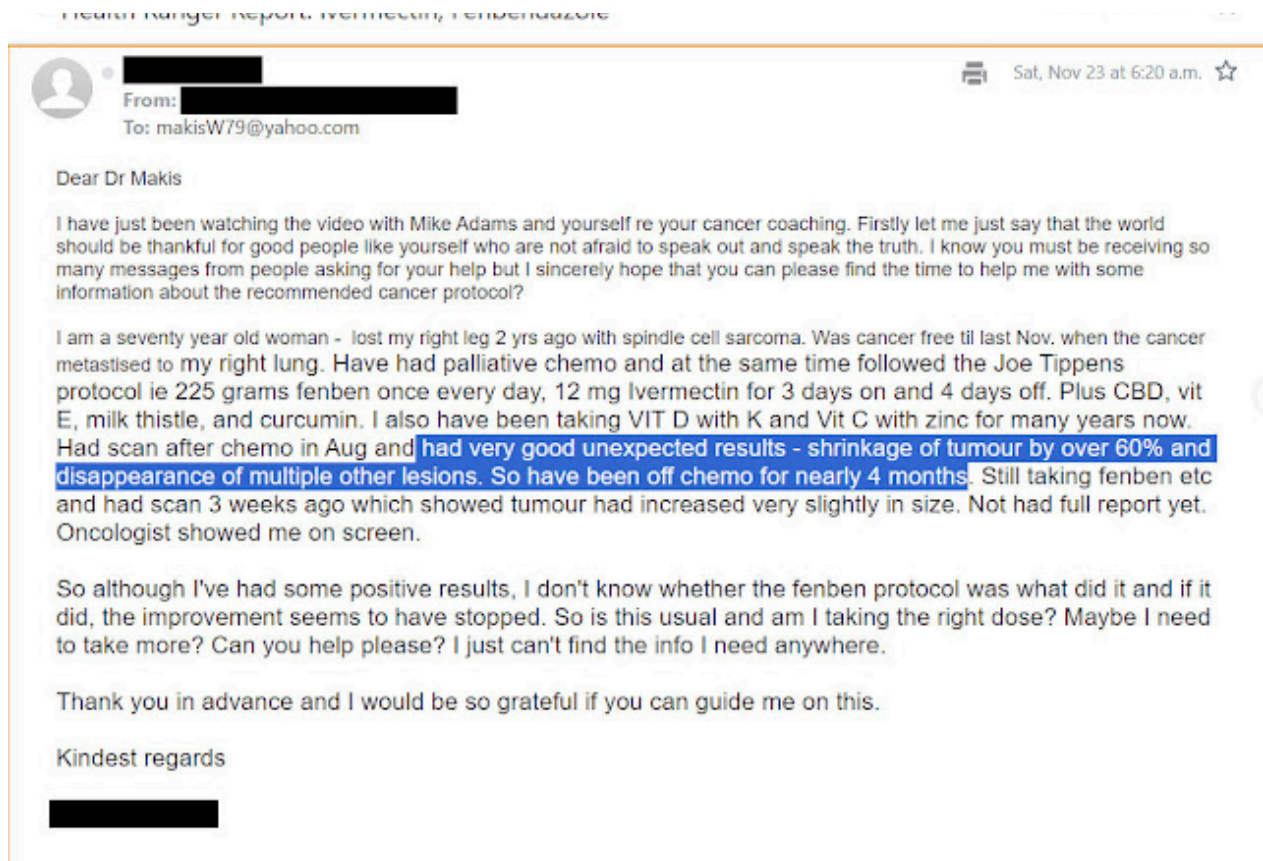 Health Ranger Report: Ivermectin, Fenbendazole
Sat, Nov 23 at 6:20 a.m.
From:
To: makisW79@yahoo.com
Dear Dr Makis
I have just been watching the video with Mike Adams and yourself re your cancer coaching. Firstly let me just say that the world
should be thankful for good people like yourself who are not afraid to speak out and speak the truth. I know you must be receiving so
many messages from people asking for your help but I sincerely hope that you can please find the time to help me with some
information about the recommended cancer protocol?
I am a seventy year old woman - lost my right leg 2 yrs ago with spindle cell sarcoma. Was cancer free til last Nov. when the cancer
metastised to my right lung. Have had palliative chemo and at the same time followed the Joe Tippens
protocol ie 225 grams fenben once every day, 12 mg Ivermectin for 3 days on and 4 days off. Plus CBD, vit
E, milk thistle, and curcumin. I also have been taking VIT D with K and Vit C with zinc for many years now.
Had scan after chemo in Aug and had very good unexpected results - shrinkage of tumour by over 60% and
disappearance of multiple other lesions. So have been off chemo for nearly 4 months. Still taking fenben etc
and had scan 3 weeks ago which showed tumour had increased very slightly in size. Not had full report yet.
Oncologist showed me on screen.
So although I've had some positive results, I don't know whether the fenben protocol was what did it and if it
did, the improvement seems to have stopped. So is this usual and am I taking the right dose? Maybe I need
to take more? Can you help please? I just can't find the info I need anywhere.
Thank you in advance and I would be so grateful if you can guide me on this.
Kindest regards